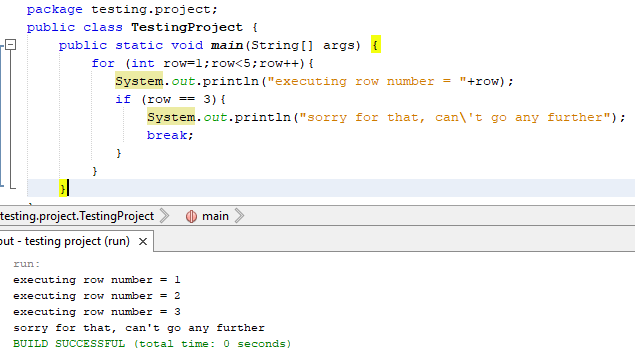 package testing.project;
public class TestingProject {
public static void main(String[] args) {
for (int row=1;row<5;row++){
System.out.println("executing row number = "+row);
if (row == 3){
System.out.println("sorry for that, can\'t go any further");
break;
}
}
}
testing.project.TestingProject main
out - testing project (run) ×
run:
executing row number = 1
executing row number = 2
executing row number = 3
sorry for that, can't go any further
BUILD SUCCESSFUL (total time: 0 seconds)